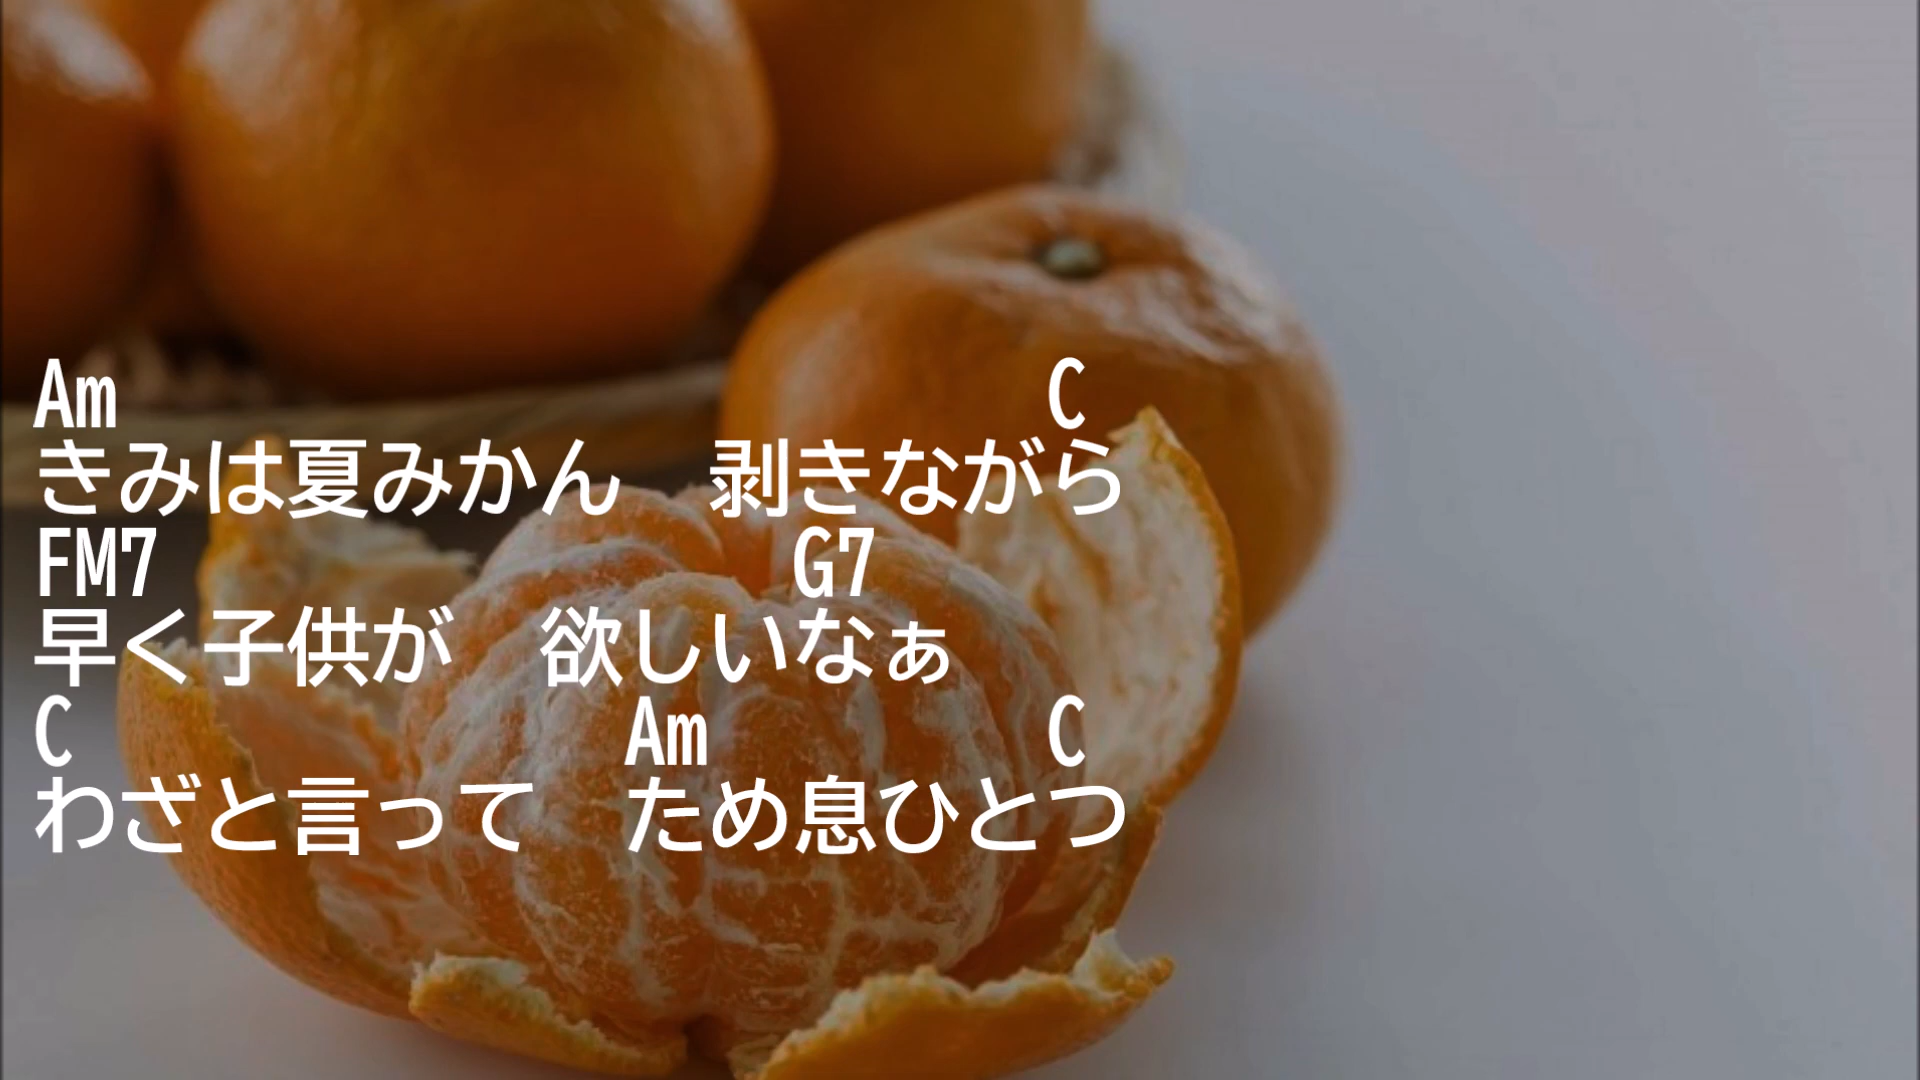 Am C
きみは夏みかん　剥きながら
FM7 G7
早く子供が　欲しいなぁ
C Am C
わざと言って　ため息ひとつ